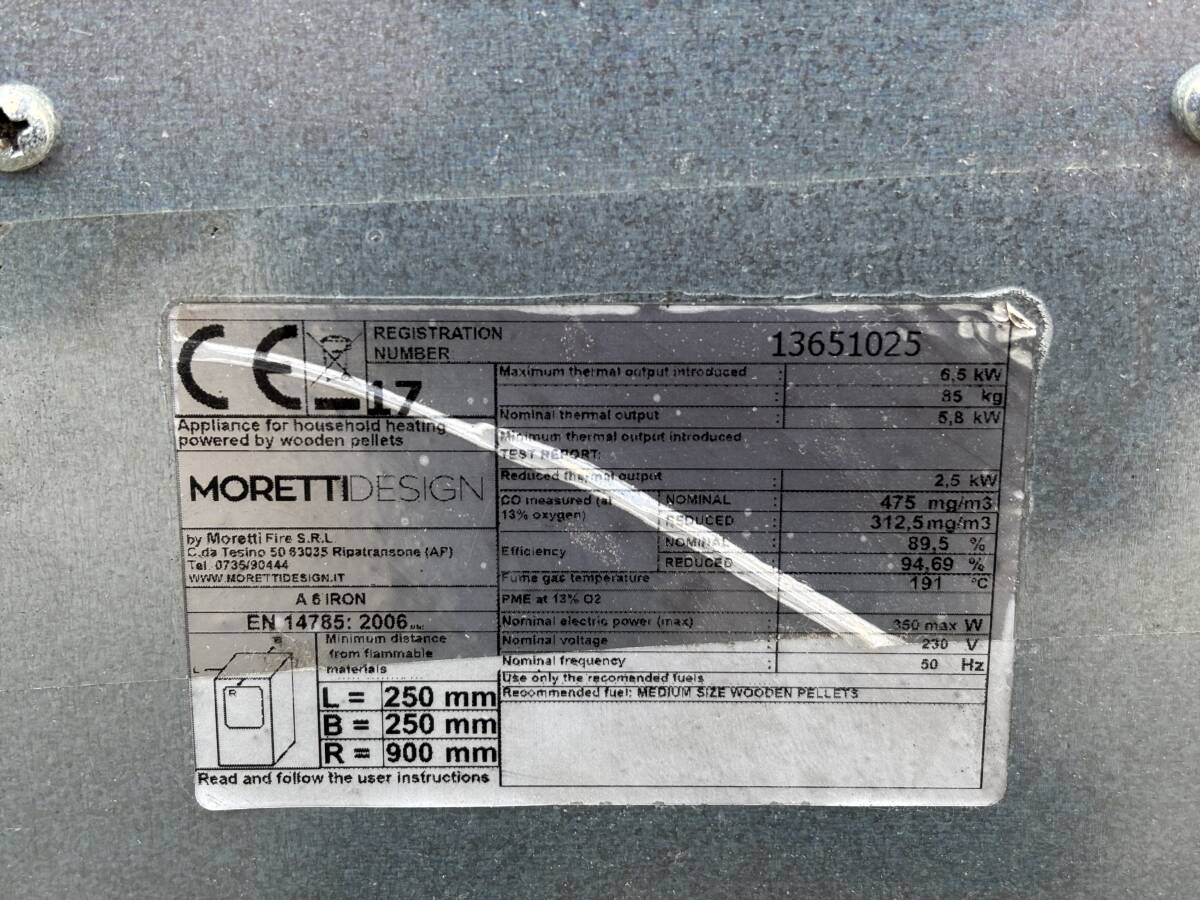 CE
17
REGISTRATION
NUMBER
13651025
Appliance for household heating
powered by wooden pellets
MORETTIDESIGN
by Moretti Fire S.R.L
C.da Tesino 50 63035 Ripatransone (AP)
Tel 0735/90444
WWW.MORETTIDESIGN.IT
A 6 IRON
EN 14785: 2006
Minimum distance
from flammable
materials
L
B
R
L = 250 mm
B = 250 mm
R = 900 mm
Read and follow the user instructions
Maximum thermal output introduced : 6,5 kW
: 85 kg
Nominal thermal output : 5,8 kW
Minimum thermal output introduced
TEST REPORT:
Reduced thermal output : 2,5 kW
CO measured (at
13% oxygen)
NOMINAL : 475 mg/m3
REDUCED : 312,5 mg/m3
Efficiency
NOMINAL : 89,5 %
REDUCED : 94,69 %
Fume gas temperature : 191 °C
PME at 13% O2
Nominal electric power (max) : 350 max W
Nominal voltage : 230 V
Nominal frequency : 50 Hz
Use only the recomended fuels
Recommended fuel: MEDIUM SIZE WOODEN PELLETS